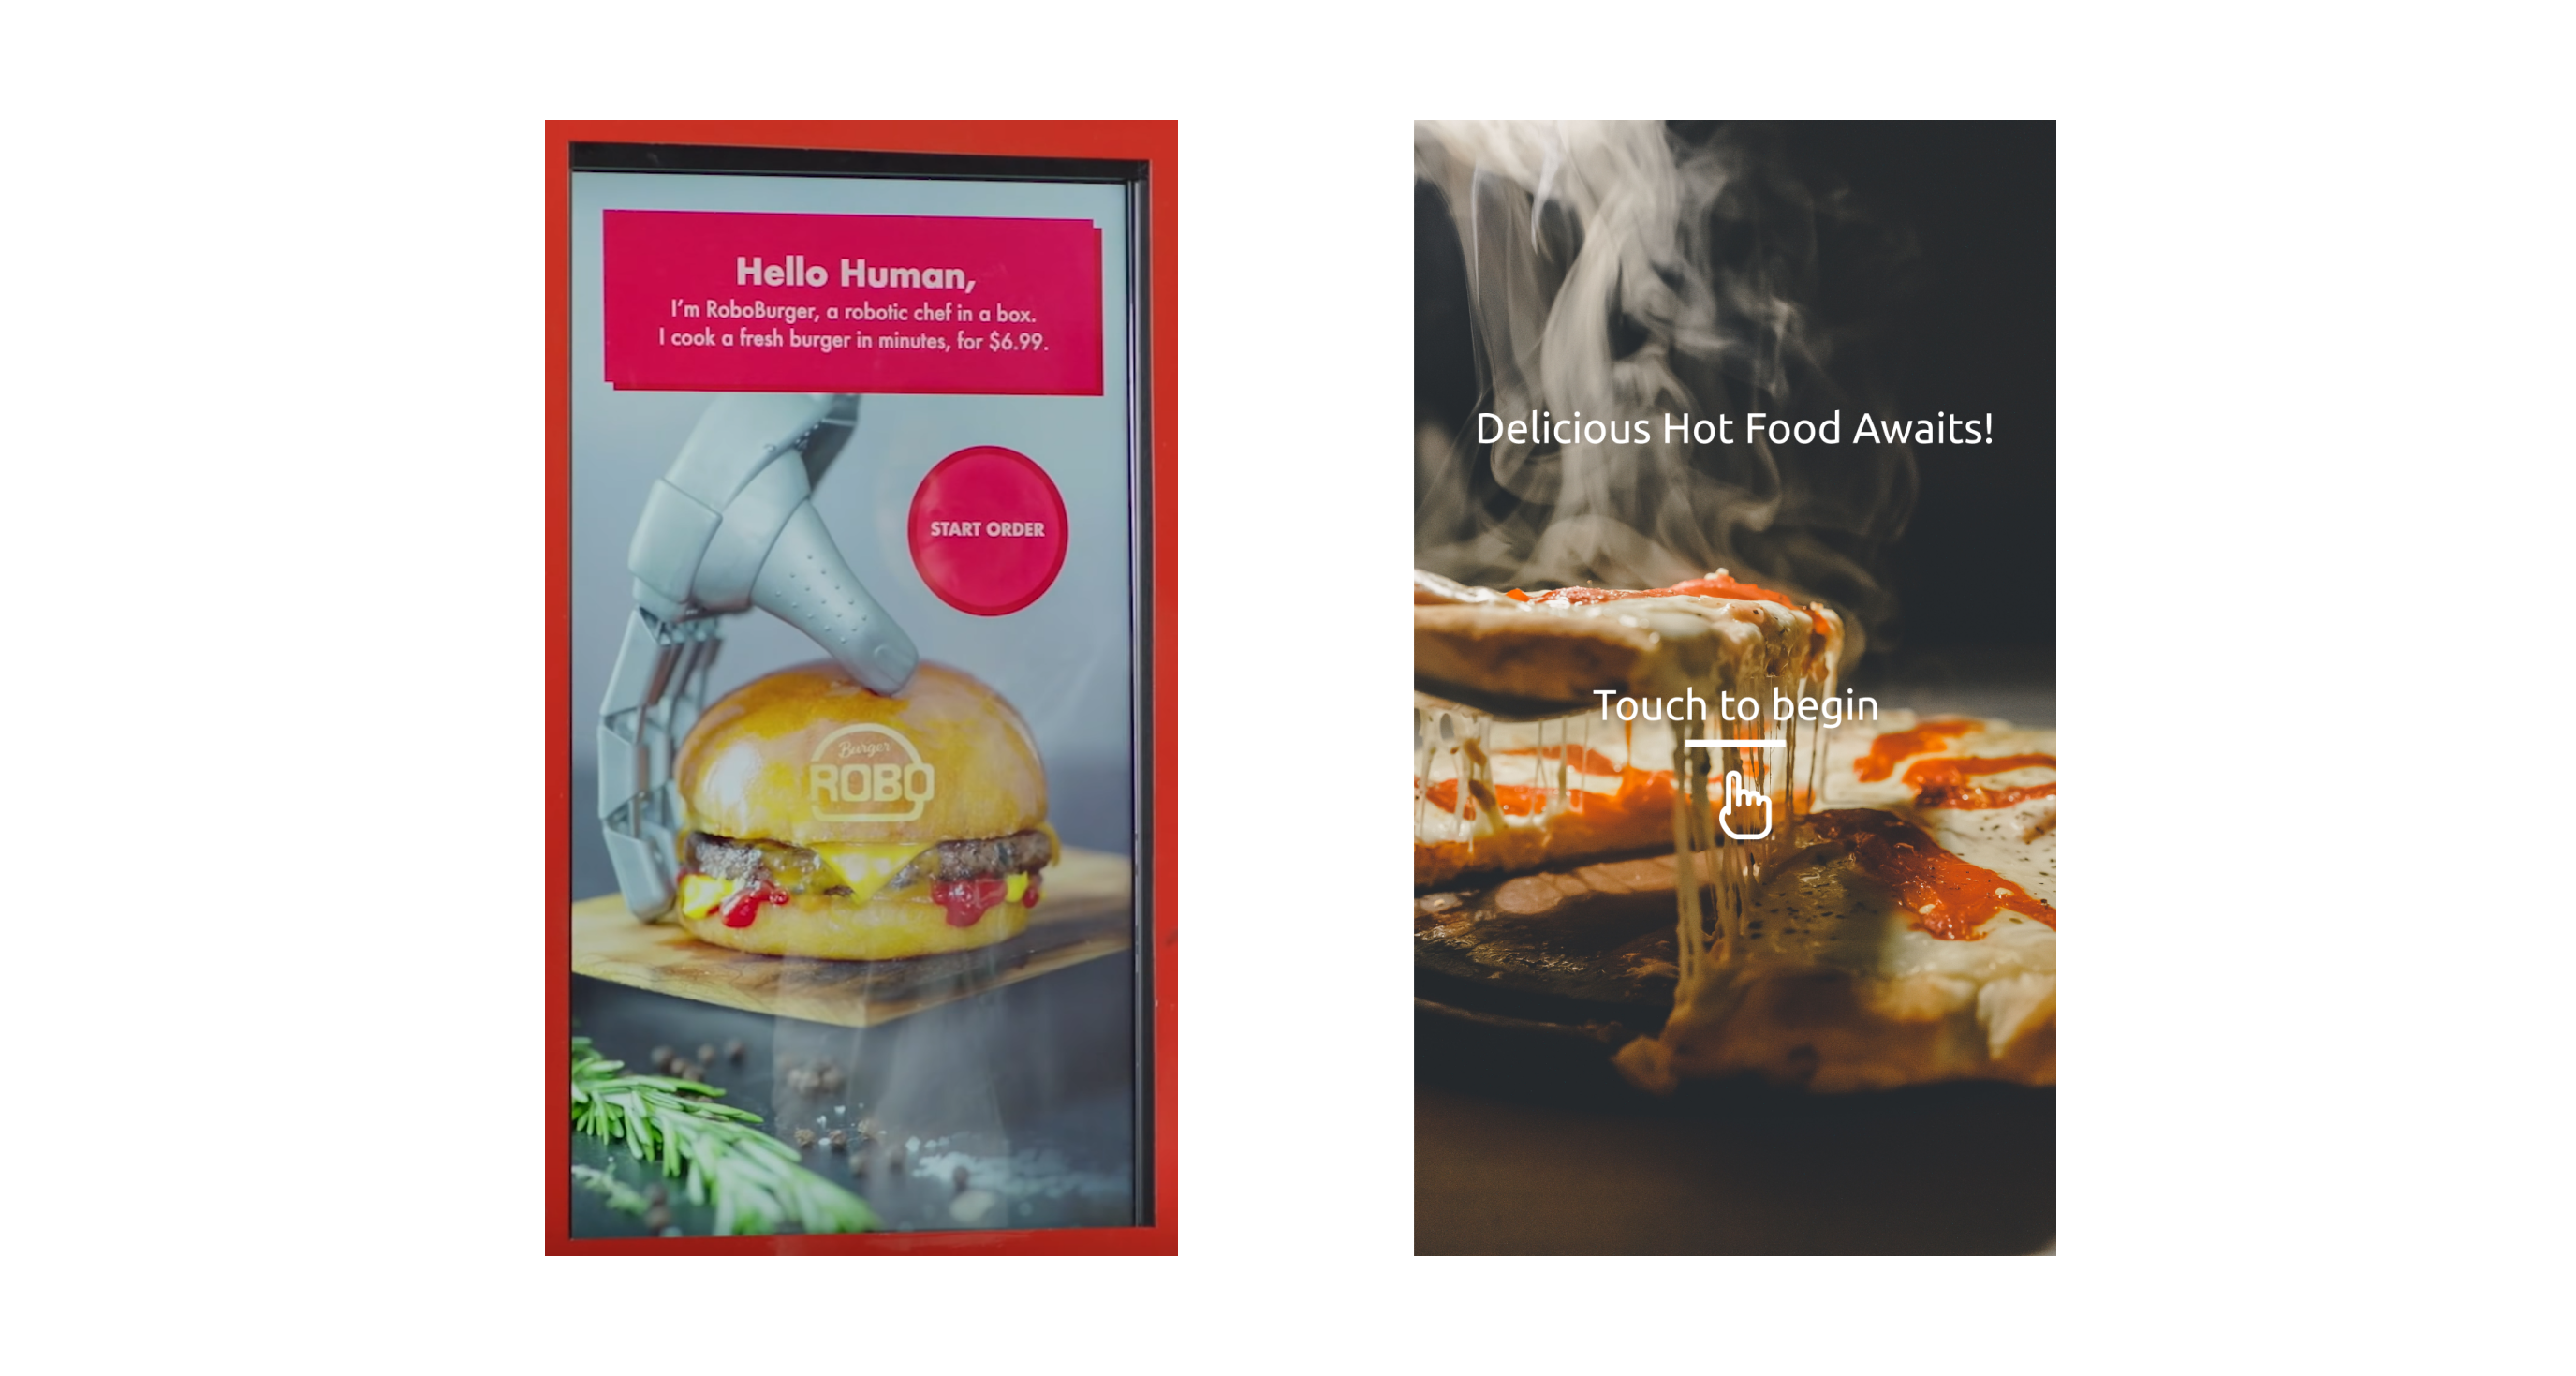 Hello Human,
I'm RoboBurger, a robotic chef in a box.
I cook a fresh burger in minutes, for $6.99.
START ORDER
Burger
ROBO
Delicious Hot Food Awaits!
Touch to begin